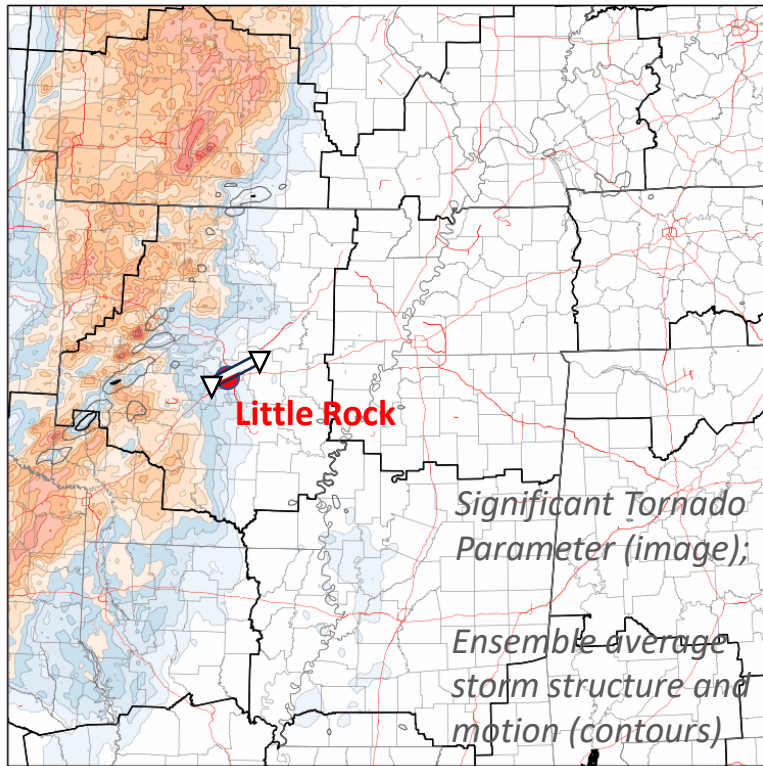 Little Rock
Significant Tornado
Parameter (image);
Ensemble average
storm structure and
motion (contours)